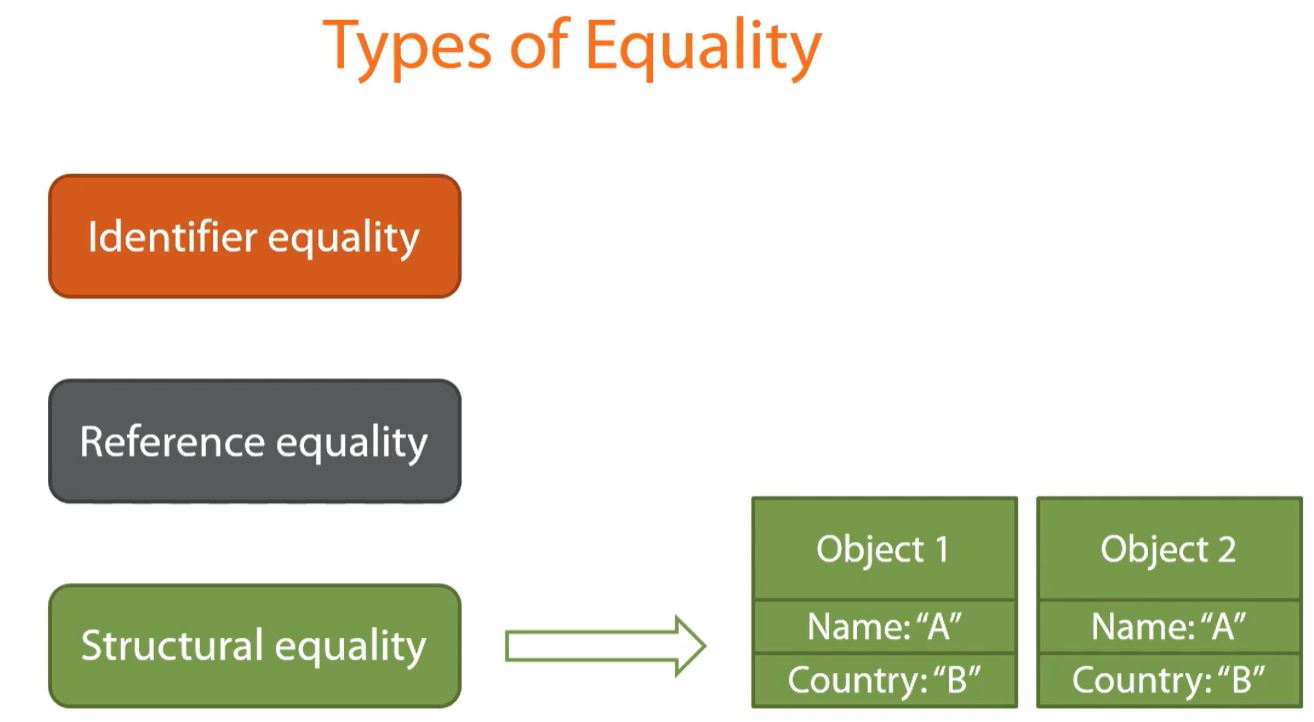 Types of Equality
Identifier equality
Reference equality
Structural equality
Object 1
Name: “A”
Country: “B”
Object 2
Name: “A”
Country: “B”